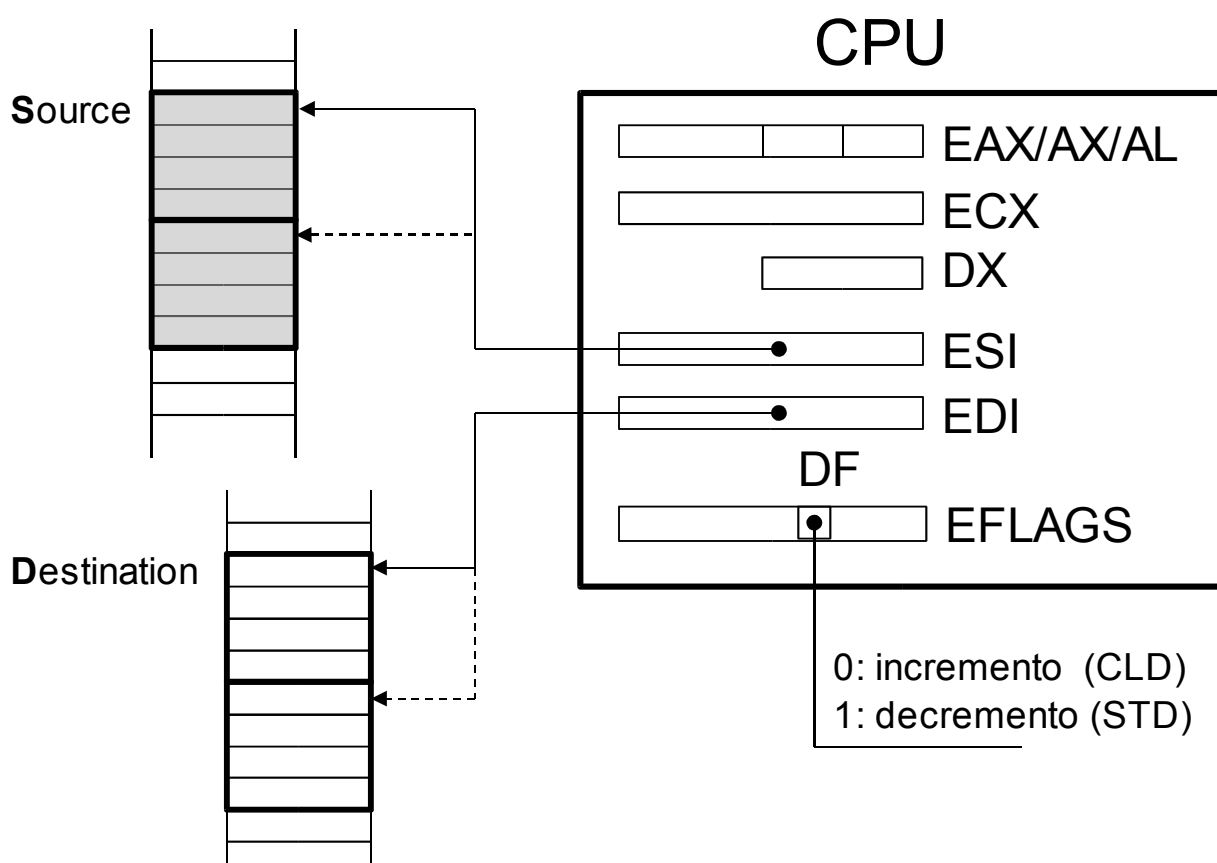 CPU
Source
EAX/AX/AL
ECX
DX
ESI
EDI
DF
EFLAGS
Destination
0: incremento (CLD)
1: decremento (STD)